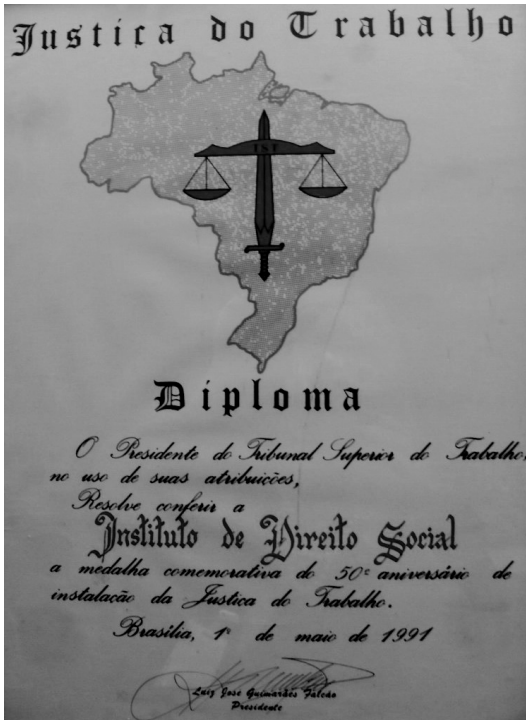 Justiça do Trabalho
TST
Diploma
O Presidente do Tribunal Superior do Trabalho,
no uso de suas atribuições,
Resolve conferir a
Instituto de Direito Social
a medalha comemorativa do 50º aniversário de
instalação da Justiça do Trabalho.
Brasília, 1º de maio de 1991
Luiz José Guimarães Falcão
Presidente